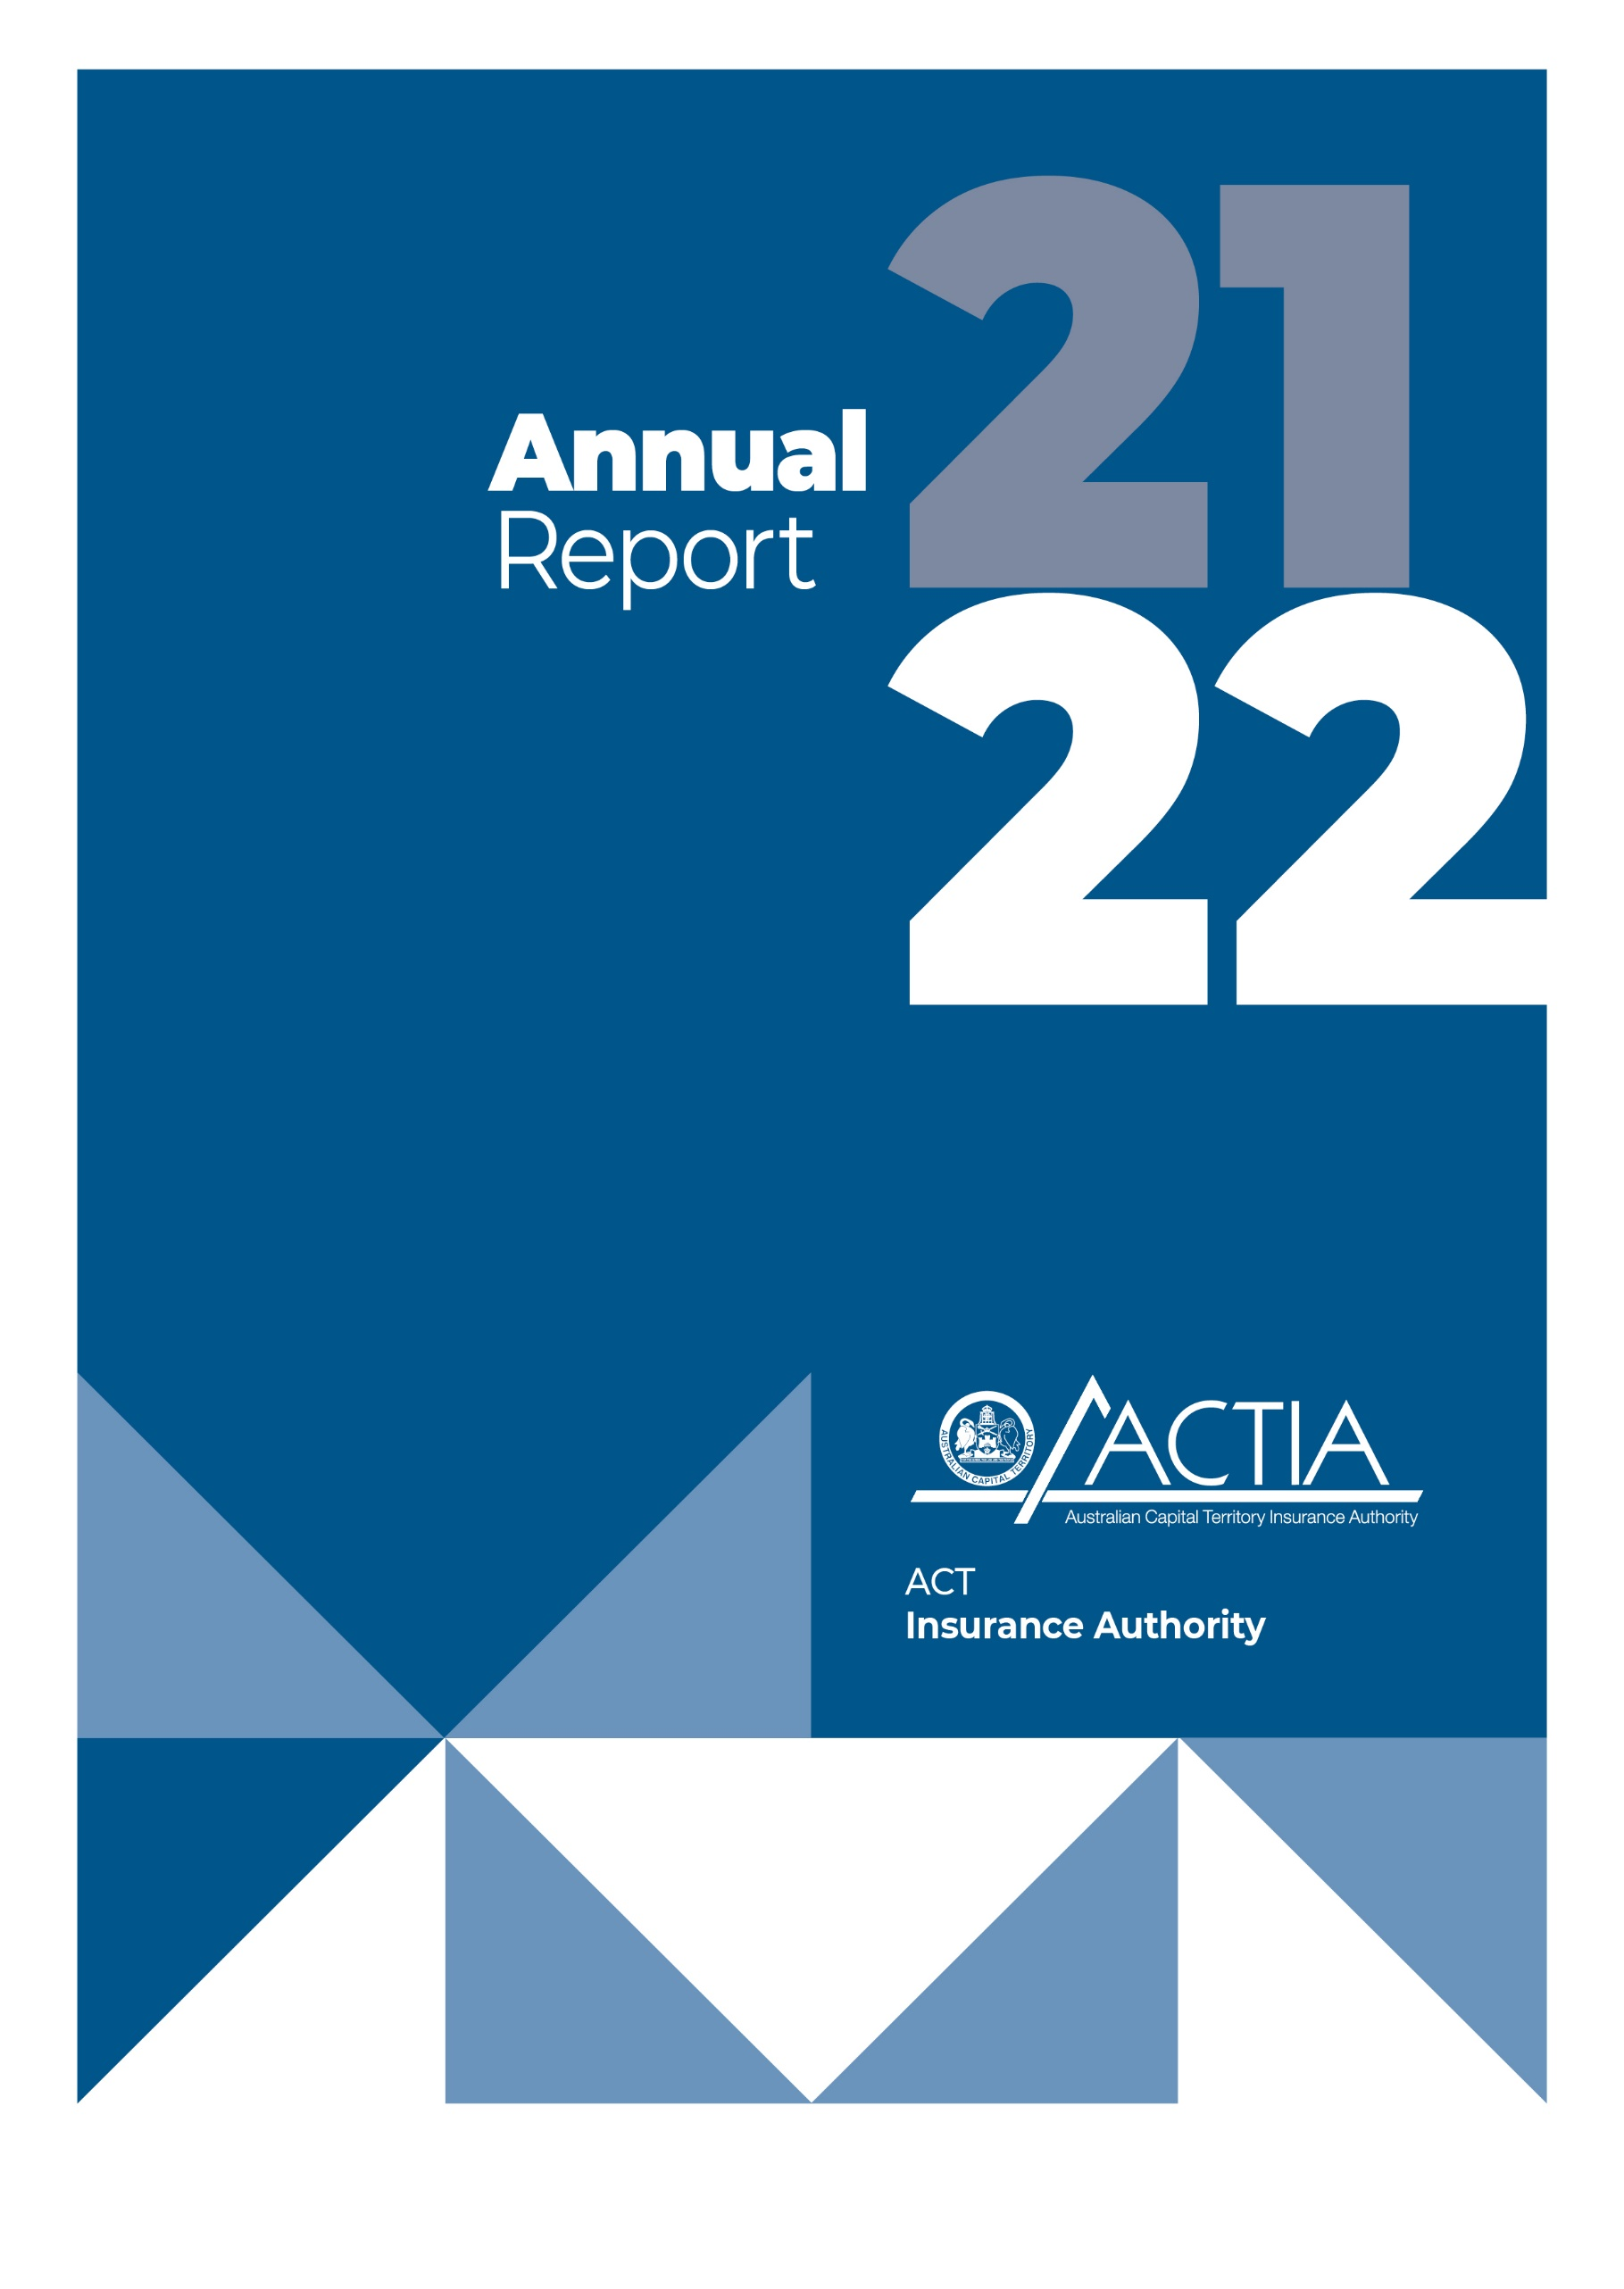 21
Annual
Report
22
ACTIA
AUSTRALIAN CAPITAL TERRITORY
Australian Capital Territory Insurance Authority
ACT
Insurance Authority